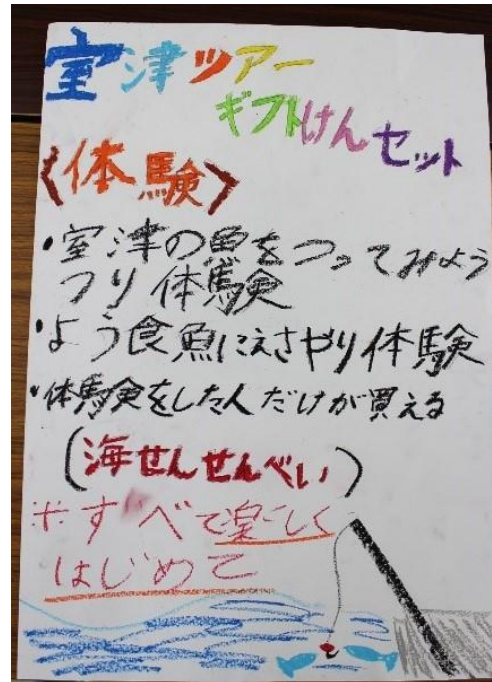 室津ツアー
ギフトけんセット
〈体験〉
・室津の魚をつってみよう
つり体験
・よう食魚にえさやり体験
・体験をした人だけが買える
(海せんせんべい)
すべて楽しく
はじめて